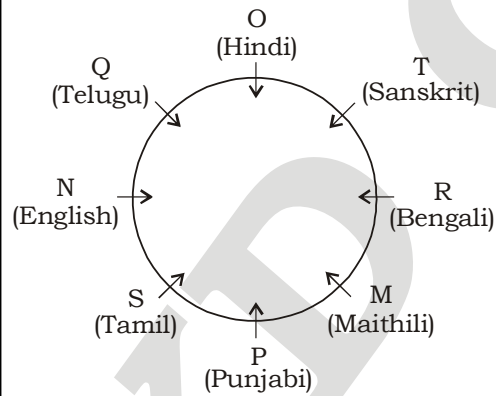 O
(Hindi)
Q
(Telugu)
T
(Sanskrit)
N
(English)
R
(Bengali)
S
(Tamil)
M
(Maithili)
P
(Punjabi)